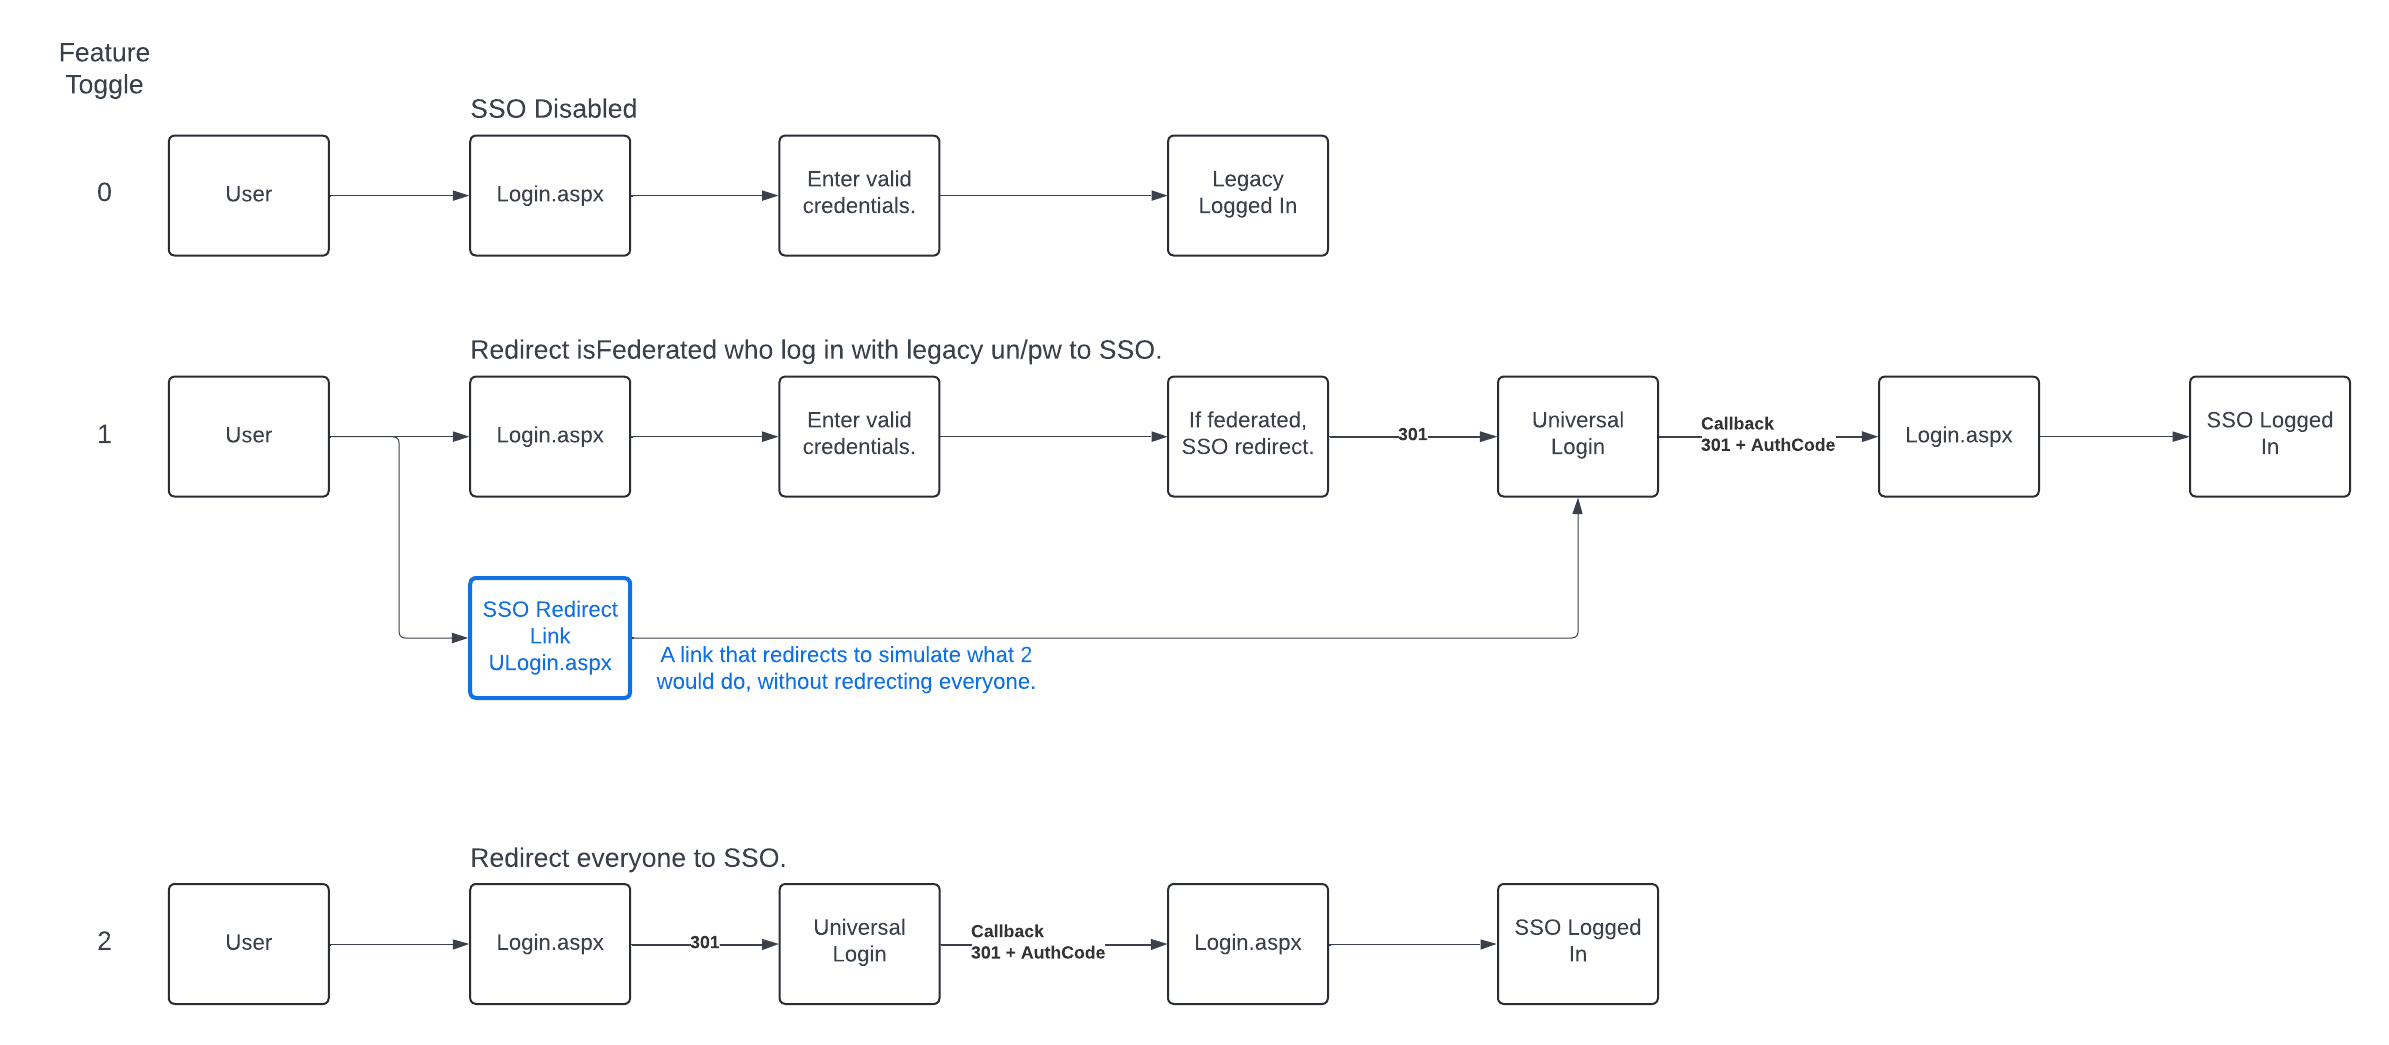 Feature
Toggle
SSO Disabled
0
User
Login.aspx
Enter valid
credentials.
Legacy
Logged In
Redirect isFederated who log in with legacy un/pw to SSO.
1
User
Login.aspx
Enter valid
credentials.
If federated,
SSO redirect.
301
Universal
Login
Callback
301 + AuthCode
Login.aspx
SSO Logged
In
SSO Redirect
Link
ULogin.aspx
A link that redirects to simulate what 2
would do, without redrecting everyone.
Redirect everyone to SSO.
2
User
Login.aspx
301
Universal
Login
Callback
301 + AuthCode
Login.aspx
SSO Logged
In